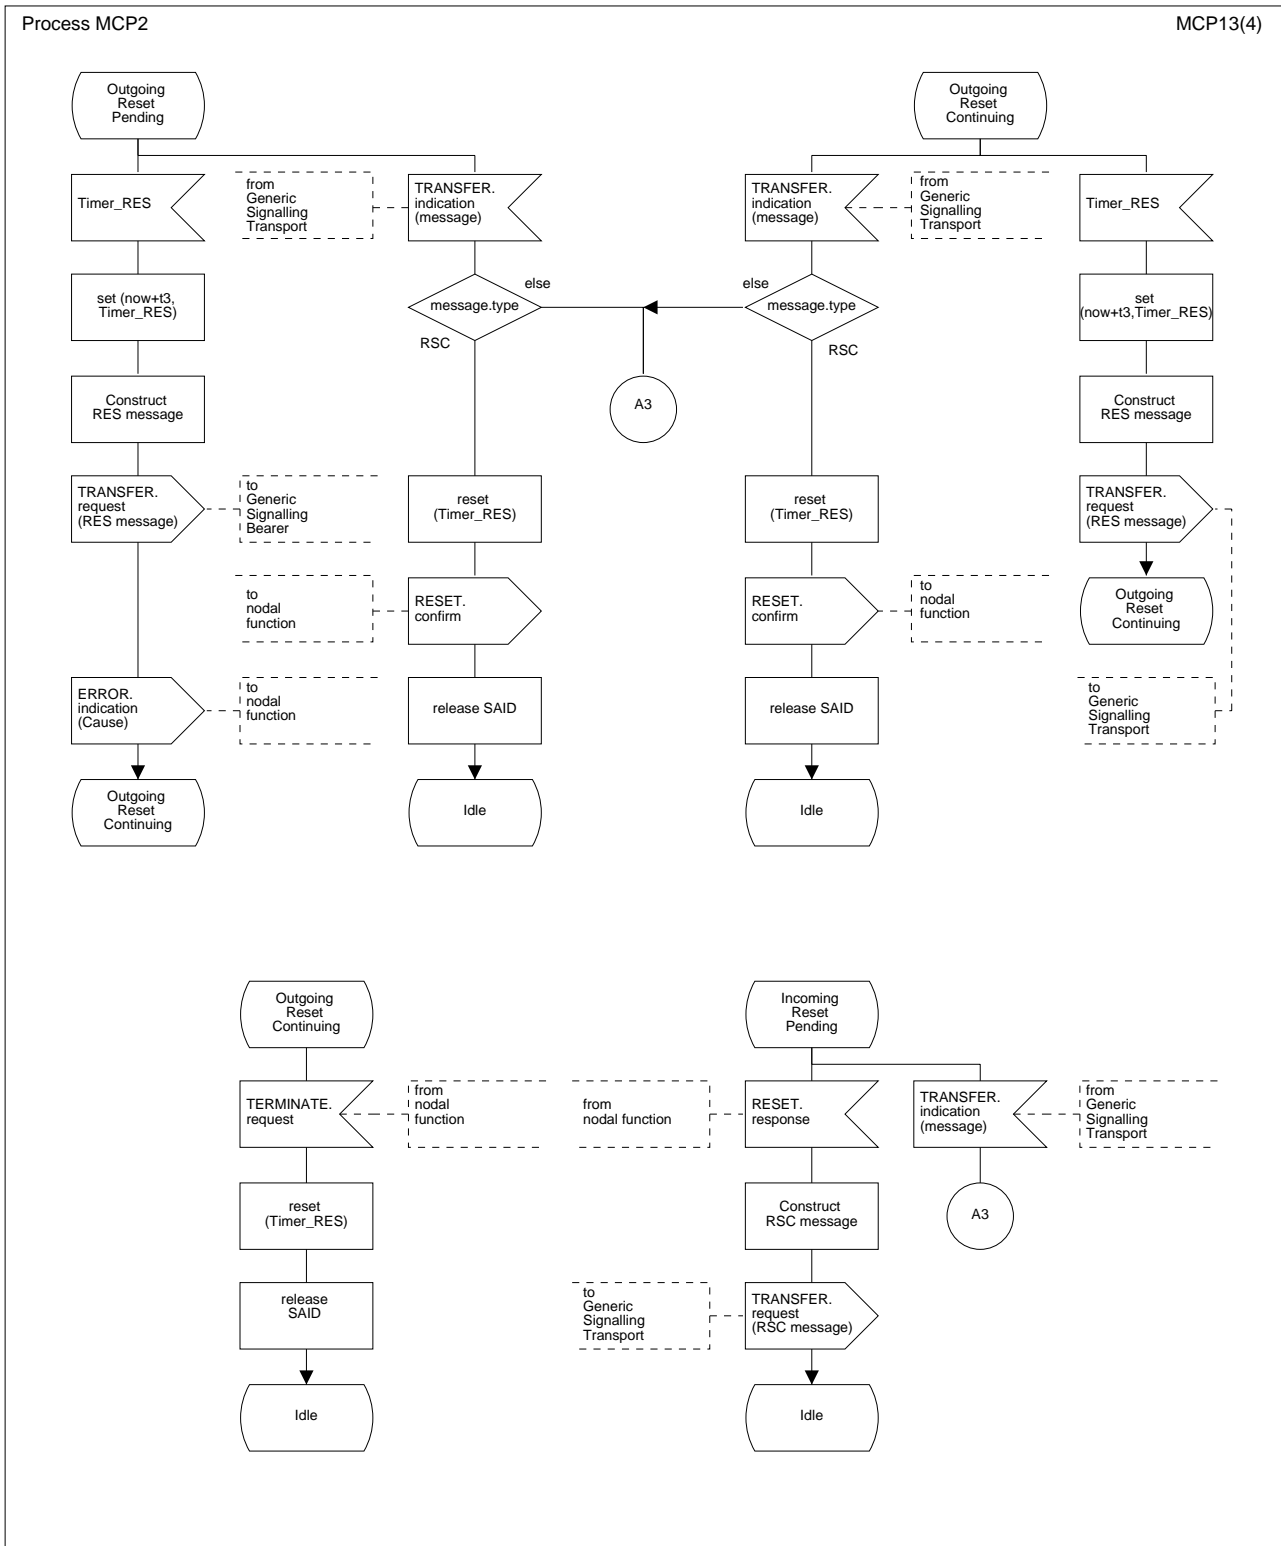 Process MCP2
MCP13(4)
Outgoing
Reset
Pending
Outgoing
Reset
Continuing
Timer_RES
from
Generic
Signalling
Transport
TRANSFER.
indication
(message)
TRANSFER.
indication
(message)
from
Generic
Signalling
Transport
Timer_RES
set (now+t3,
Timer_RES)
message.type
else
RSC
else
message.type
RSC
set
(now+t3,Timer_RES)
Construct
RES message
A3
Construct
RES message
TRANSFER.
request
(RES message)
to
Generic
Signalling
Bearer
reset
(Timer_RES)
reset
(Timer_RES)
TRANSFER.
request
(RES message)
to
nodal
function
RESET.
confirm
RESET.
confirm
to
nodal
function
Outgoing
Reset
Continuing
ERROR.
indication
(Cause)
to
nodal
function
release SAID
release SAID
to
Generic
Signalling
Transport
Outgoing
Reset
Continuing
Idle
Idle
Outgoing
Reset
Continuing
Incoming
Reset
Pending
TERMINATE.
request
from
nodal
function
from
nodal function
RESET.
response
TRANSFER.
indication
(message)
from
Generic
Signalling
Transport
reset
(Timer_RES)
Construct
RSC message
A3
release
SAID
to
Generic
Signalling
Transport
TRANSFER.
request
(RSC message)
Idle
Idle